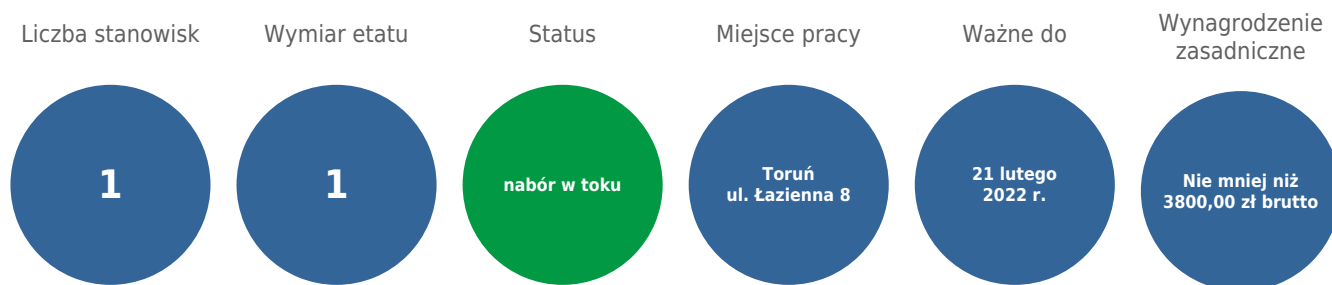 Liczba stanowisk
1
Wymiar etatu
1
Status
nabór w toku
Miejsce pracy
Toruń
ul. Łazienna 8
Ważne do
21 lutego
2022 r.
Wynagrodzenie
zasadnicze
Nie mniej niż
3800,00 zł brutto